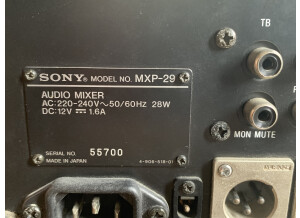 SONY® MODEL NO. MXP-29
AUDIO MIXER
AC:220-240V~50/60Hz 28W
DC:12V ⎓ 1.6A
SERIAL NO. 55700
MADE IN JAPAN
TB
MON MUTE